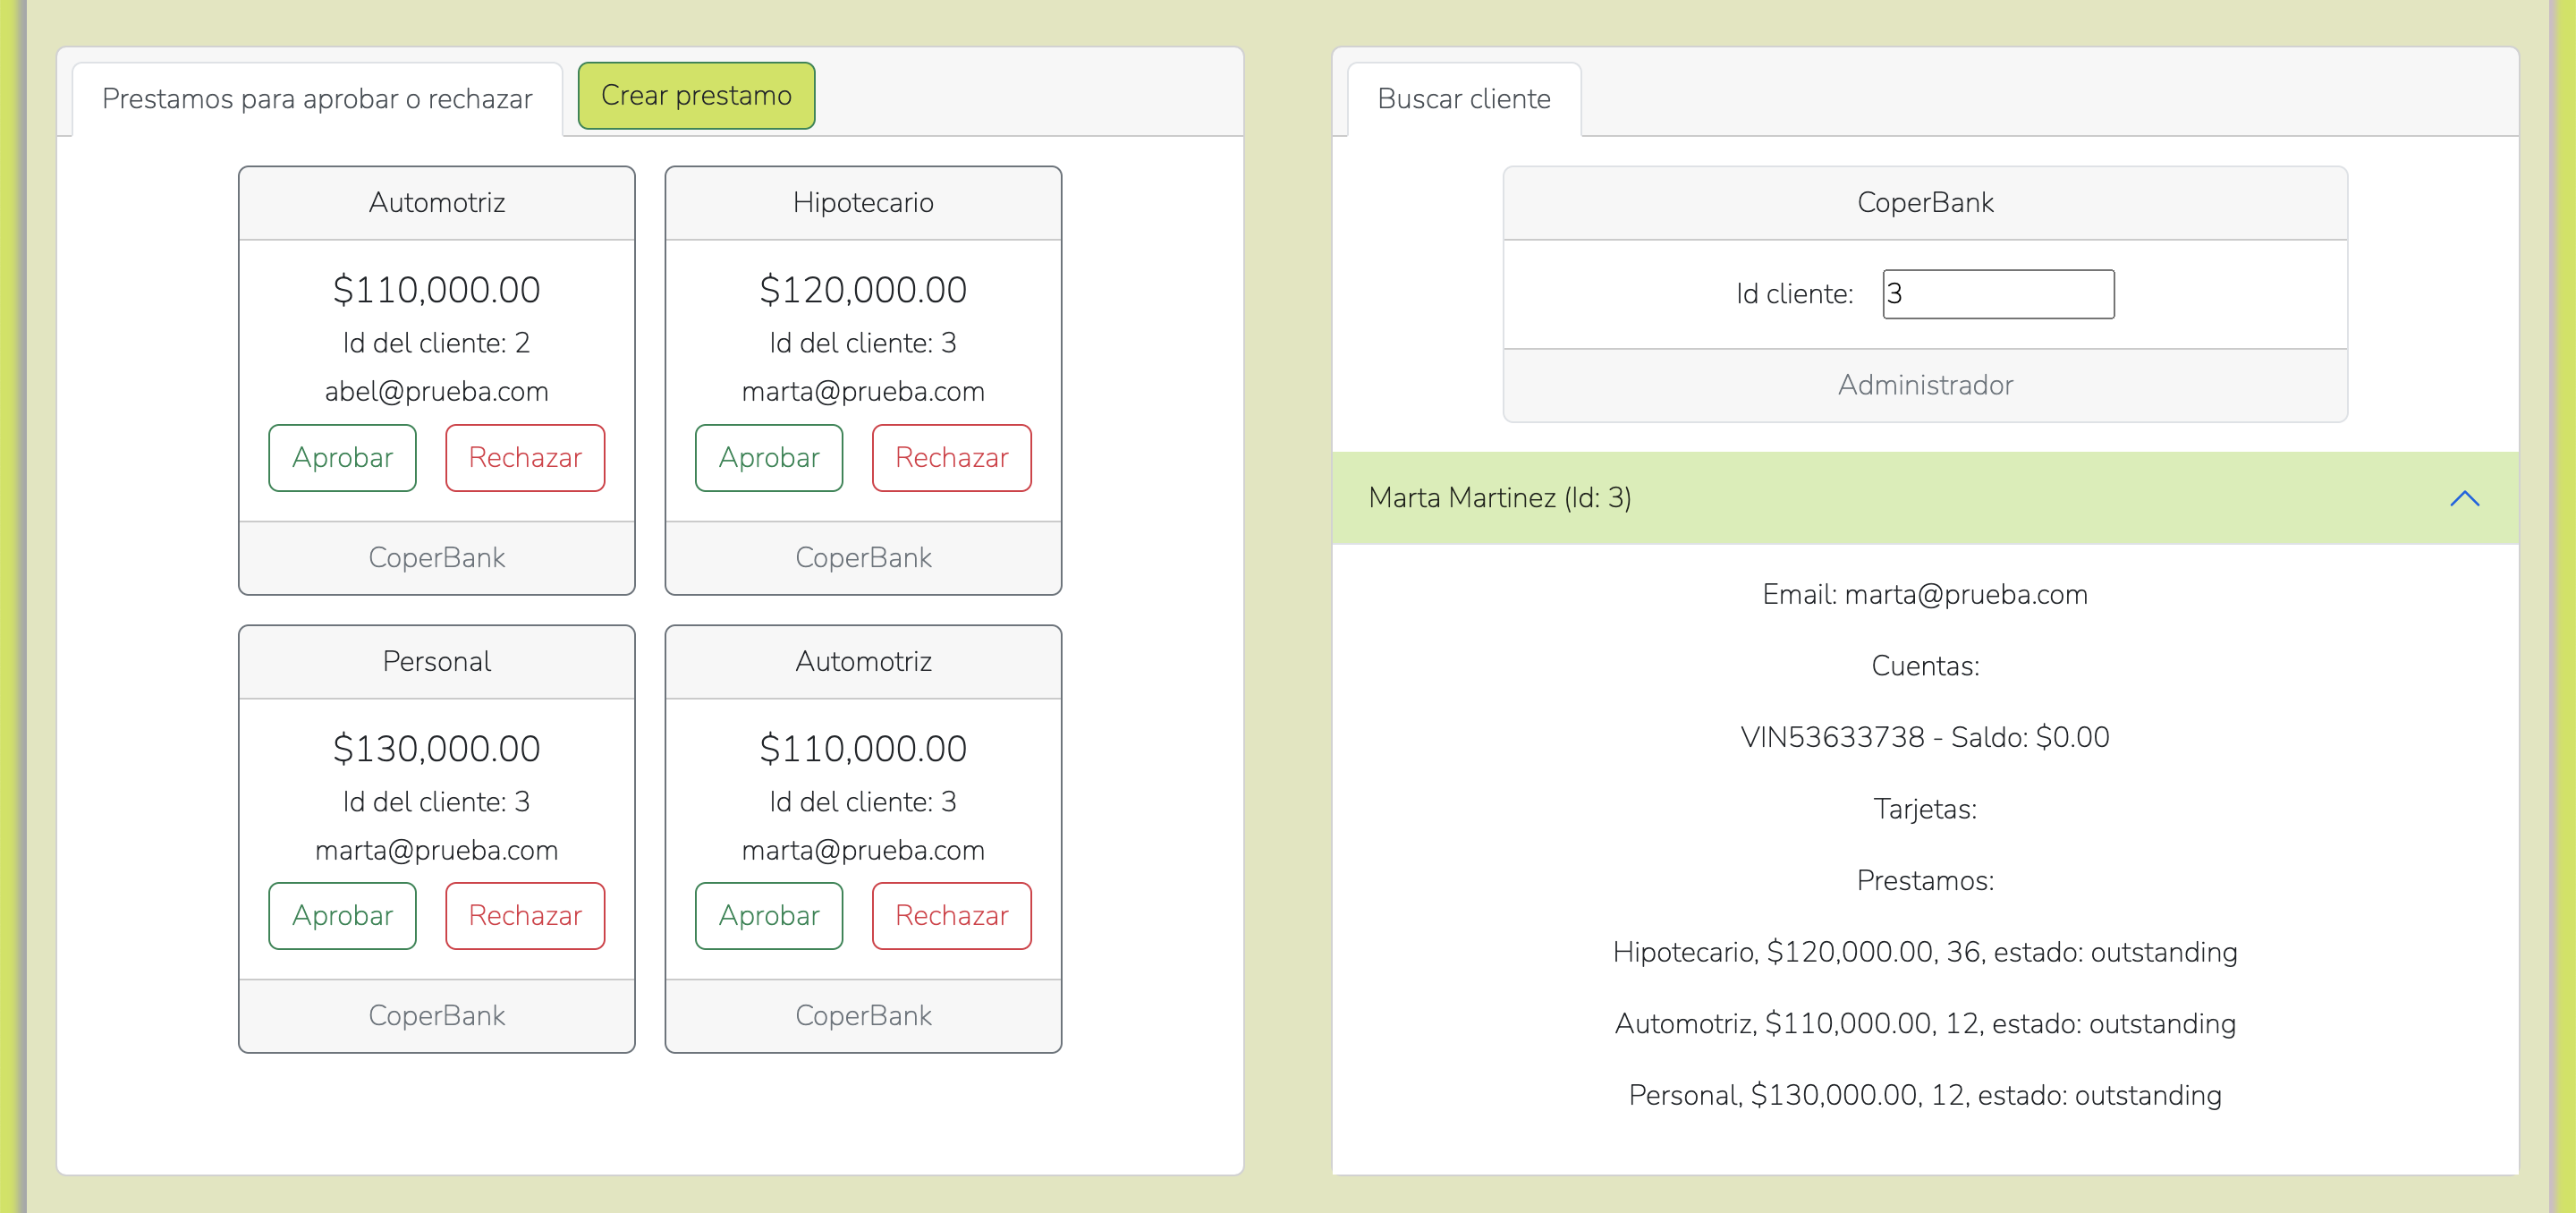 Prestamos para aprobar o rechazar
Crear prestamo
Automotriz
$110,000.00
Id del cliente: 2
abel@prueba.com
Aprobar Rechazar
CoperBank
Hipotecario
$120,000.00
Id del cliente: 3
marta@prueba.com
Aprobar Rechazar
CoperBank
Personal
$130,000.00
Id del cliente: 3
marta@prueba.com
Aprobar Rechazar
CoperBank
Automotriz
$110,000.00
Id del cliente: 3
marta@prueba.com
Aprobar Rechazar
CoperBank
Buscar cliente
CoperBank
Id cliente: 3
Administrador
Marta Martinez (Id: 3)
Email: marta@prueba.com
Cuentas:
VIN53633738 - Saldo: $0.00
Tarjetas:
Prestamos:
Hipotecario, $120,000.00, 36, estado: outstanding
Automotriz, $110,000.00, 12, estado: outstanding
Personal, $130,000.00, 12, estado: outstanding